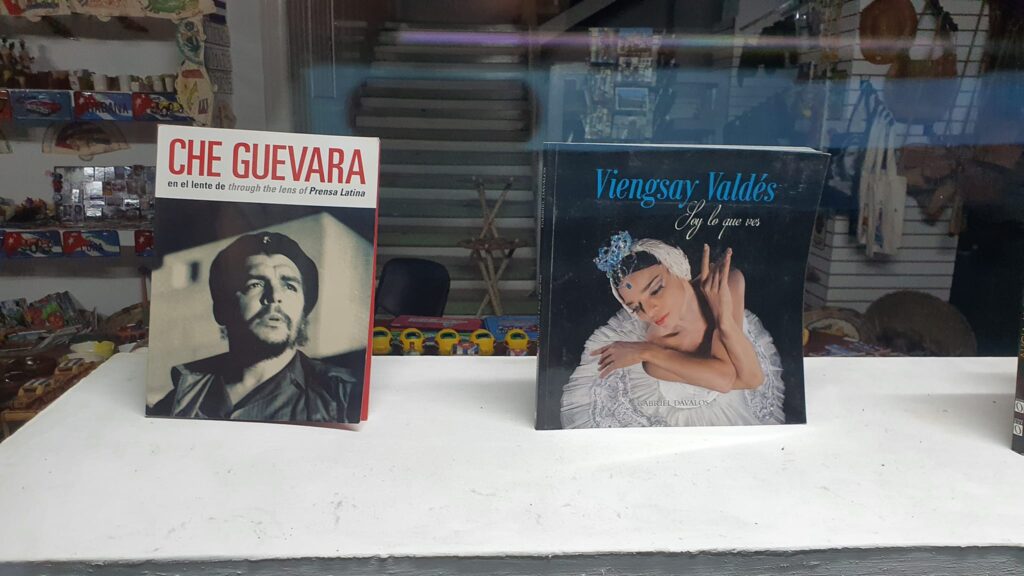 CHE GUEVARA
en el lente de through the lens of Prensa Latina
Viengsay Valdés
Soy lo que ves
GABRIEL DÁVALOS